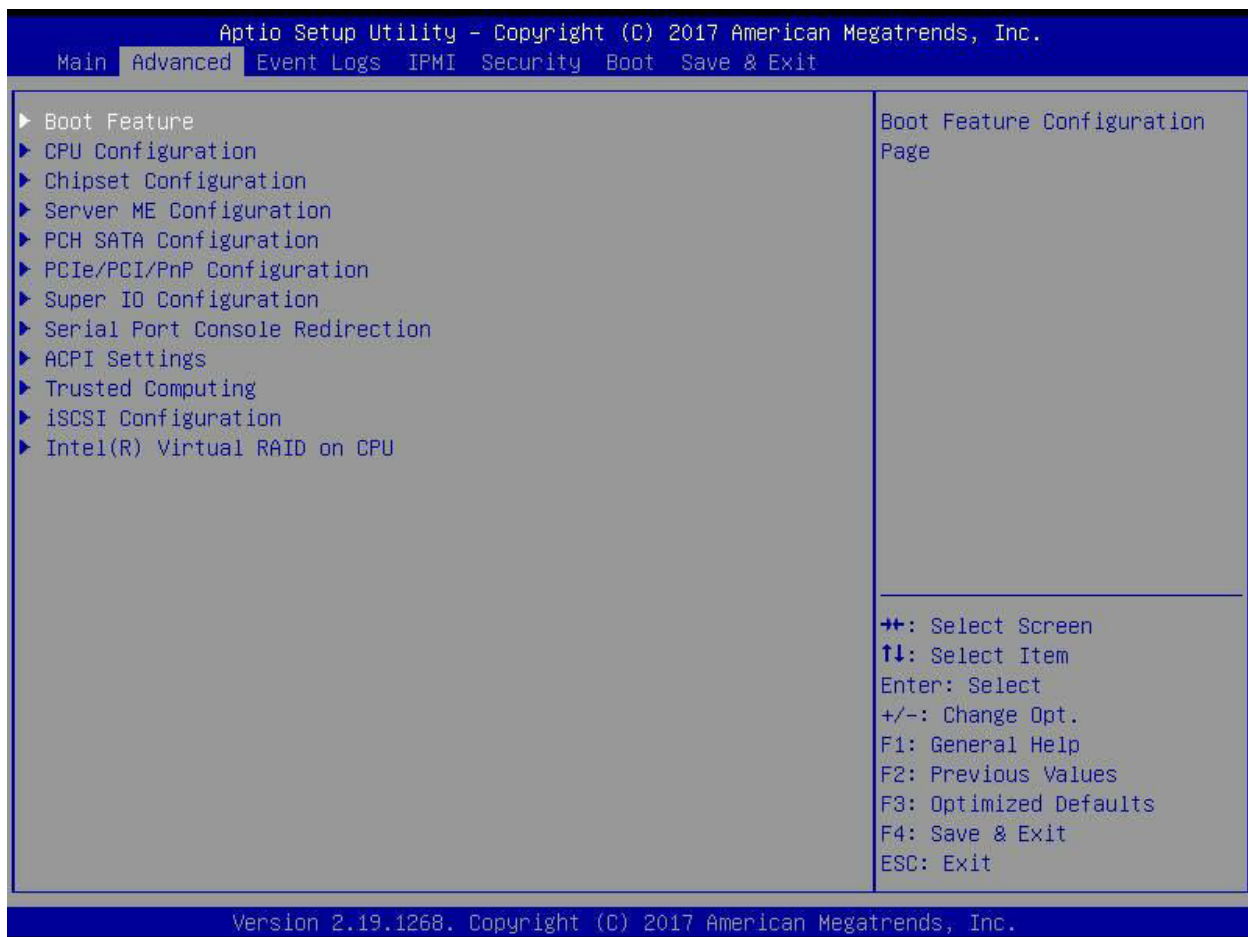 Aptio Setup Utility – Copyright (C) 2017 American Megatrends, Inc.
Main Advanced Event Logs IPMI Security Boot Save & Exit
▶ Boot Feature
▶ CPU Configuration
▶ Chipset Configuration
▶ Server ME Configuration
▶ PCH SATA Configuration
▶ PCIe/PCI/PnP Configuration
▶ Super IO Configuration
▶ Serial Port Console Redirection
▶ ACPI Settings
▶ Trusted Computing
▶ iSCSI Configuration
▶ Intel(R) Virtual RAID on CPU
Boot Feature Configuration
Page
→←: Select Screen
↑↓: Select Item
Enter: Select
+/-: Change Opt.
F1: General Help
F2: Previous Values
F3: Optimized Defaults
F4: Save & Exit
ESC: Exit
Version 2.19.1268. Copyright (C) 2017 American Megatrends, Inc.